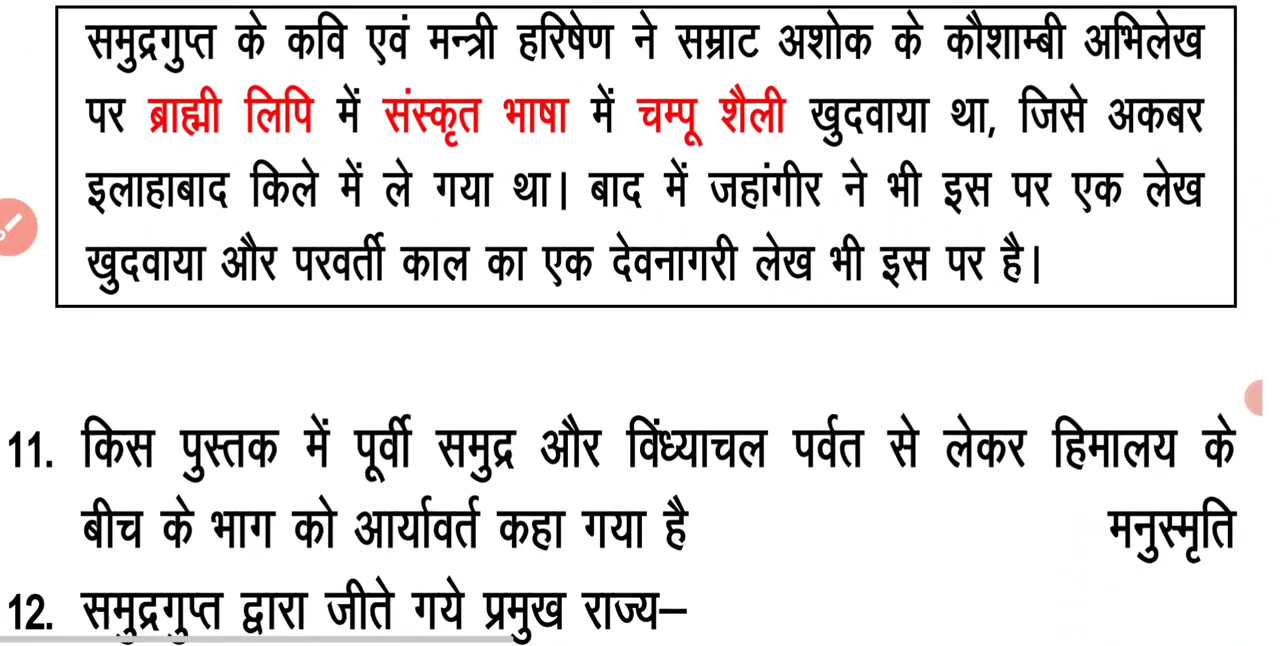 समुद्रगुप्त के कवि एवं मन्त्री हरिषेण ने सम्राट अशोक के कौशाम्बी अभिलेख
पर ब्राह्मी लिपि में संस्कृत भाषा में चम्पू शैली खुदवाया था, जिसे अकबर
इलाहाबाद किले में ले गया था। बाद में जहांगीर ने भी इस पर एक लेख
खुदवाया और परवर्ती काल का एक देवनागरी लेख भी इस पर है।
11. किस पुस्तक में पूर्वी समुद्र और विंध्याचल पर्वत से लेकर हिमालय के
बीच के भाग को आर्यावर्त कहा गया है मनुस्मृति
12. समुद्रगुप्त द्वारा जीते गये प्रमुख राज्य–